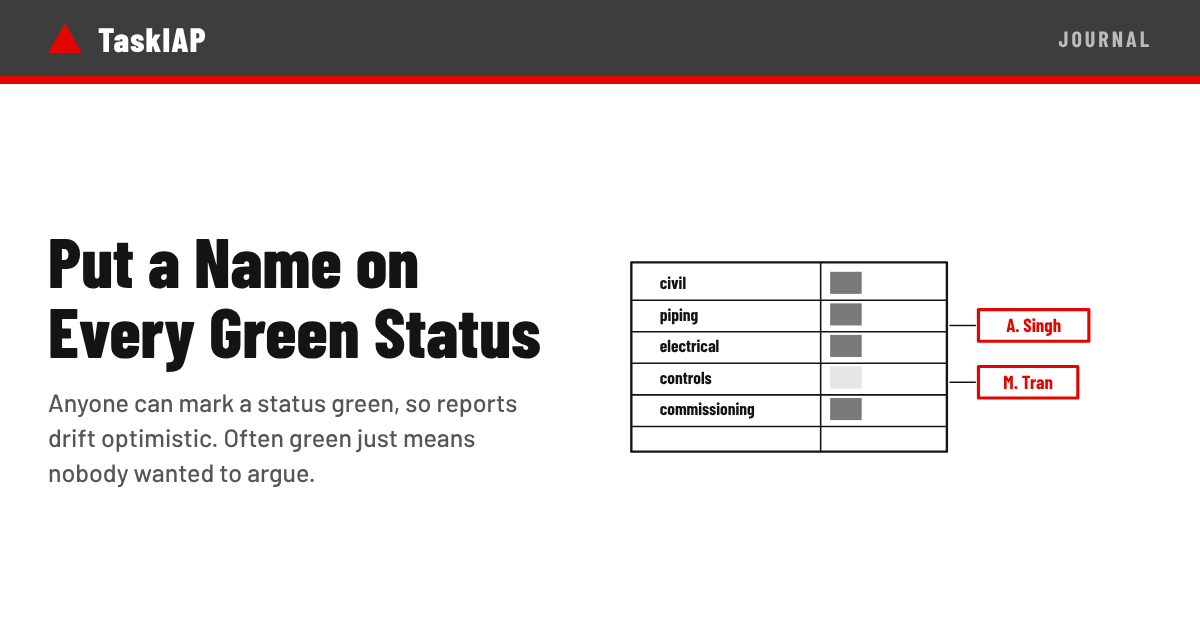 TaskIAP
JOURNAL
Put a Name on
Every Green Status
Anyone can mark a status green, so reports
drift optimistic. Often green just means
nobody wanted to argue.
civil
piping
electrical
controls
commissioning
A. Singh
M. Tran